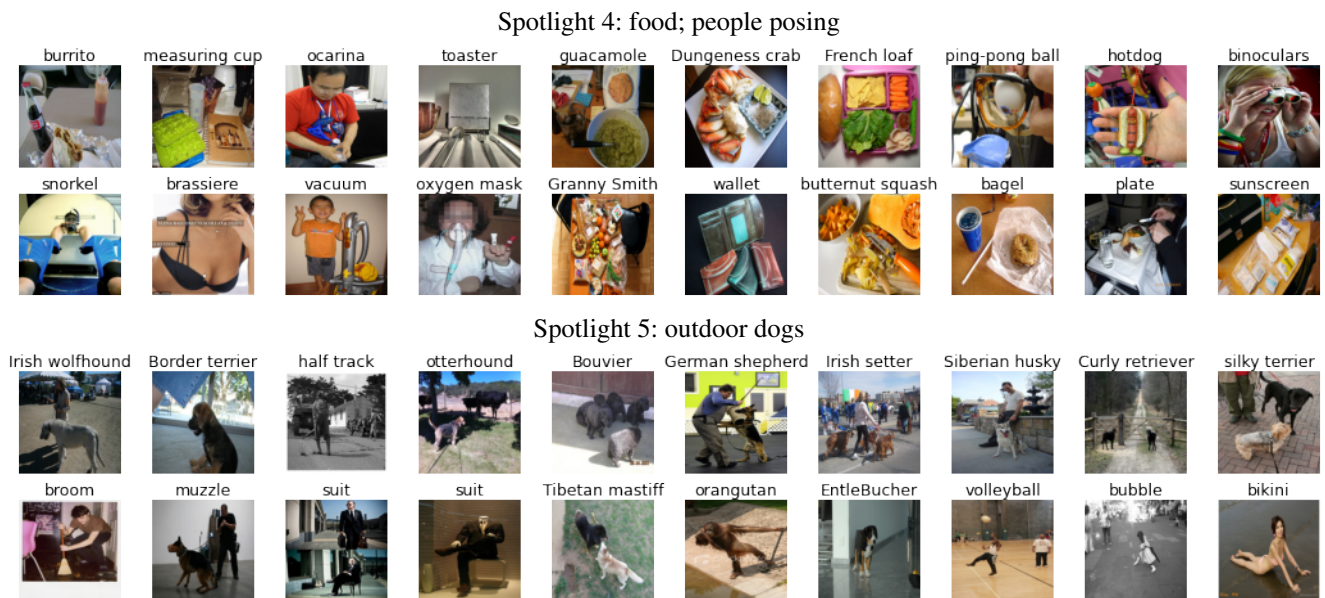 Spotlight 4: food; people posing
burrito measuring cup ocarina toaster guacamole Dungeness crab French loaf ping-pong ball hotdog binoculars
snorkel brassiere vacuum oxygen mask Granny Smith wallet butternut squash bagel plate sunscreen
Spotlight 5: outdoor dogs
Irish wolfhound Border terrier half track otterhound Bouvier German shepherd Irish setter Siberian husky Curly retriever silky terrier
broom muzzle suit suit Tibetan mastiff orangutan EntleBucher volleyball bubble bikini